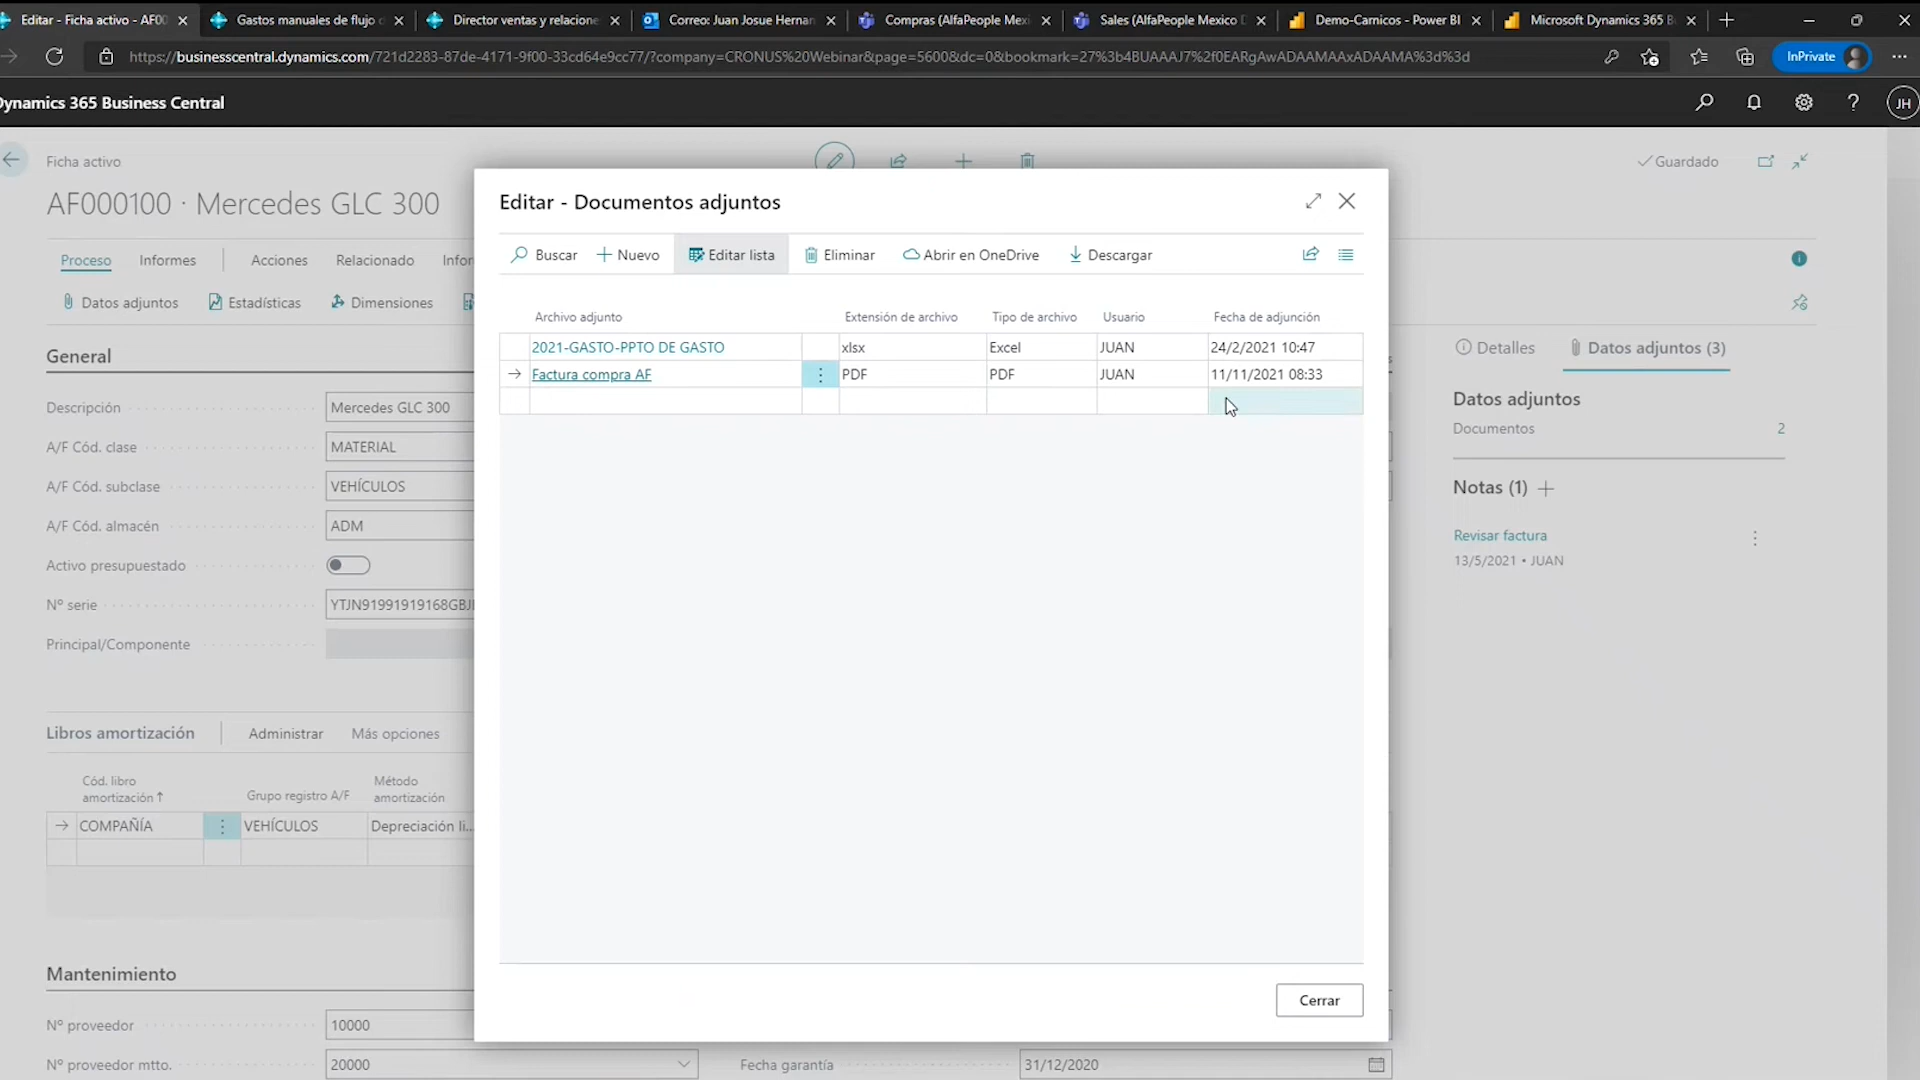 Editar - Ficha activo - AF00
Gastos manuales de flujo d
Director ventas y relacione
Correo: Juan Josue Hernan
Compras (AlfaPeople Mexi
Sales (AlfaPeople Mexico D
Demo-Carnicos - Power BI
Microsoft Dynamics 365 B
https://businesscentral.dynamics.com/721d2283-87de-4171-9f00-33cd64e9cc77/?company=CRONUS%20Webinar&page=5600&dc=0&bookmark=27%3b4BUAAAJ7%2f0EARgAwADAAMAAxADAAMA%3d%3d
InPrivate
Dynamics 365 Business Central
JH
Ficha activo
Guardado
AF000100 · Mercedes GLC 300
Editar - Documentos adjuntos
Proceso
Informes
Acciones
Relacionado
Infor
Buscar
Nuevo
Editar lista
Eliminar
Abrir en OneDrive
Descargar
Datos adjuntos
Estadísticas
Dimensiones
Archivo adjunto
Extensión de archivo
Tipo de archivo
Usuario
Fecha de adjunción
2021-GASTO-PPTO DE GASTO
xlsx
Excel
JUAN
24/2/2021 10:47
Factura compra AF
PDF
PDF
JUAN
11/11/2021 08:33
Cerrar
General
Descripción
Mercedes GLC 300
A/F Cód. clase
MATERIAL
A/F Cód. subclase
VEHÍCULOS
A/F Cód. almacén
ADM
Activo presupuestado
Nº serie
YTJN91991919168GBJI
Principal/Componente
Detalles
Datos adjuntos (3)
Datos adjuntos
Documentos
2
Notas (1)
Revisar factura
13/5/2021 • JUAN
Libros amortización
Administrar
Más opciones
Cód. libro
amortización ↑
Grupo registro A/F
Método
amortización
COMPAÑÍA
VEHÍCULOS
Depreciación li...
Mantenimiento
Nº proveedor
10000
Nº proveedor mtto.
20000
Fecha garantía
31/12/2020